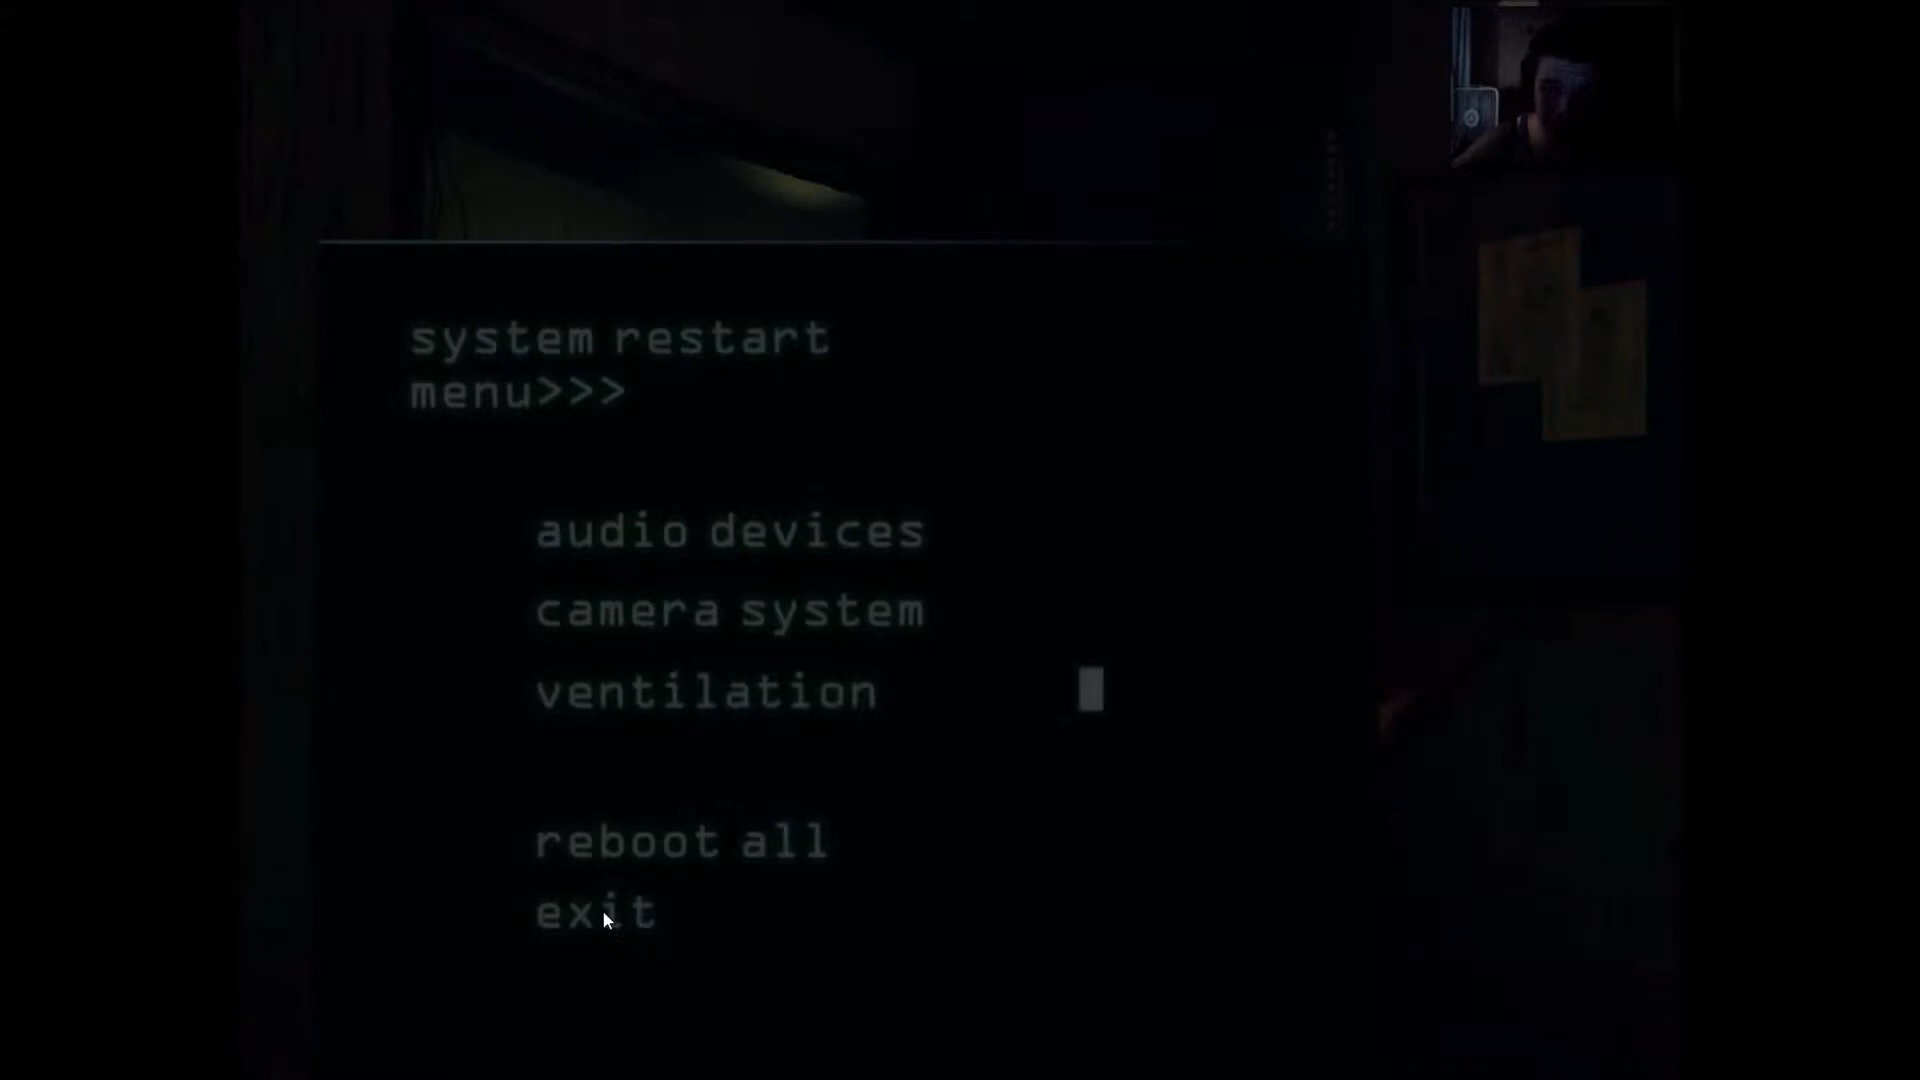 system restart
menu>>>
audio devices
camera system
ventilation
reboot all
exit